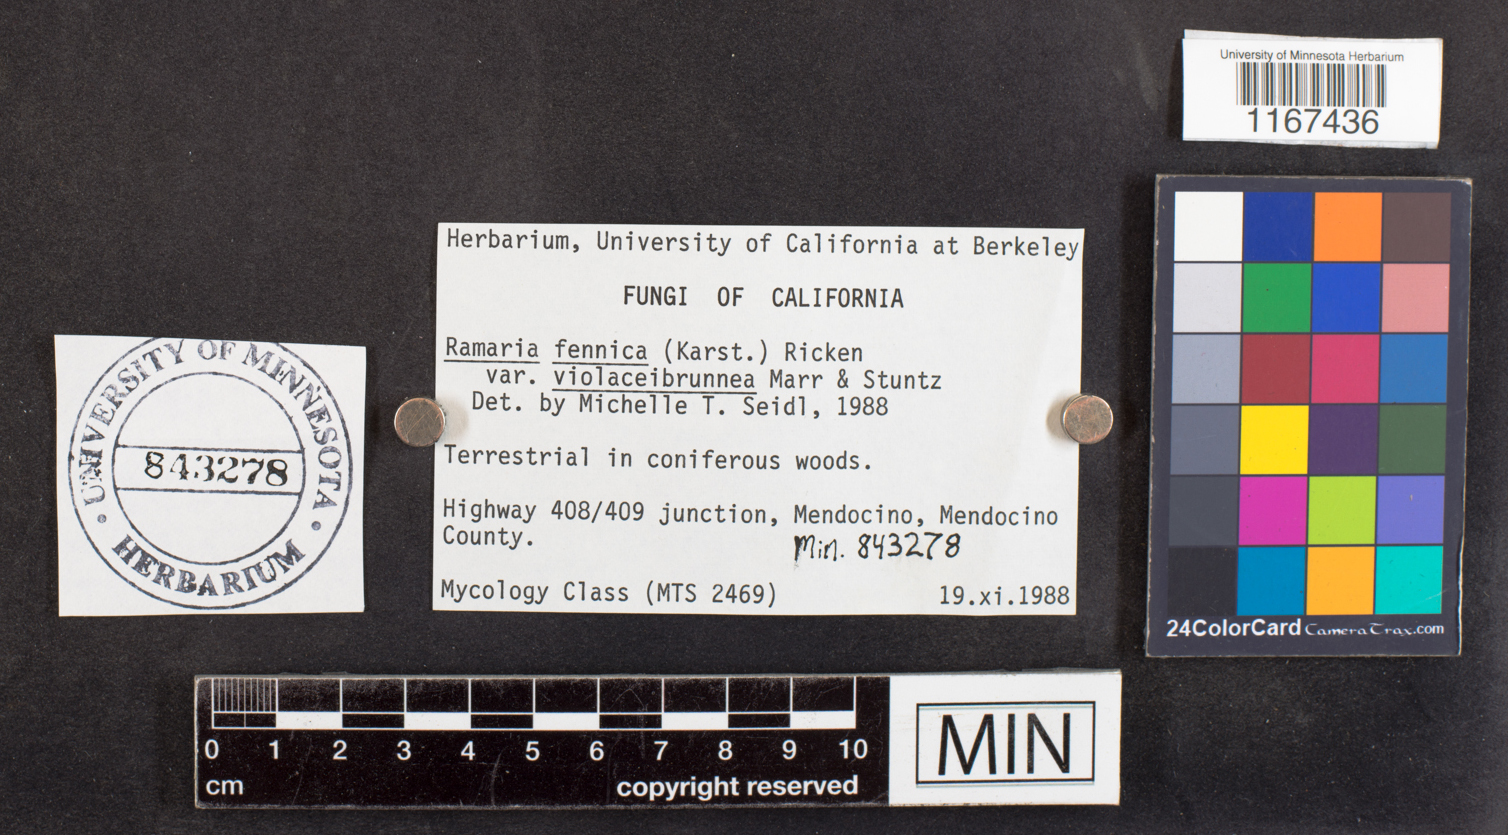 University of Minnesota Herbarium
1167436
Herbarium, University of California at Berkeley
FUNGI OF CALIFORNIA
Ramaria fennica (Karst.) Ricken
var. violaceibrunnea Marr & Stuntz
Det. by Michelle T. Seidl, 1988
Terrestrial in coniferous woods.
Highway 408/409 junction, Mendocino, Mendocino
County.
Min. 843278
Mycology Class (MTS 2469) 19.xi.1988
UNIVERSITY OF MINNESOTA
843278
HERBARIUM
24ColorCard CameraTrax.com
0 1 2 3 4 5 6 7 8 9 10
cm copyright reserved
MIN